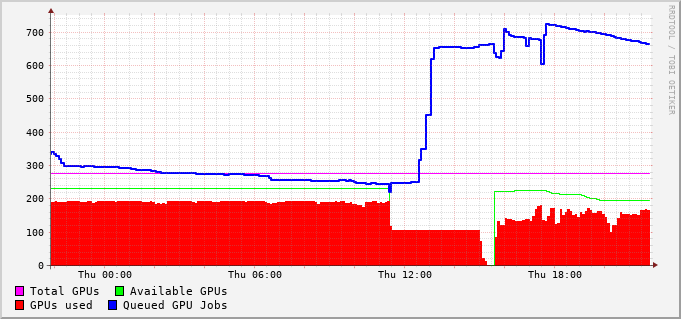 RRDTOOL / TOBI OETIKER
700
600
500
400
300
200
100
0
Thu 00:00 Thu 06:00 Thu 12:00 Thu 18:00
Total GPUs Available GPUs
GPUs used Queued GPU Jobs